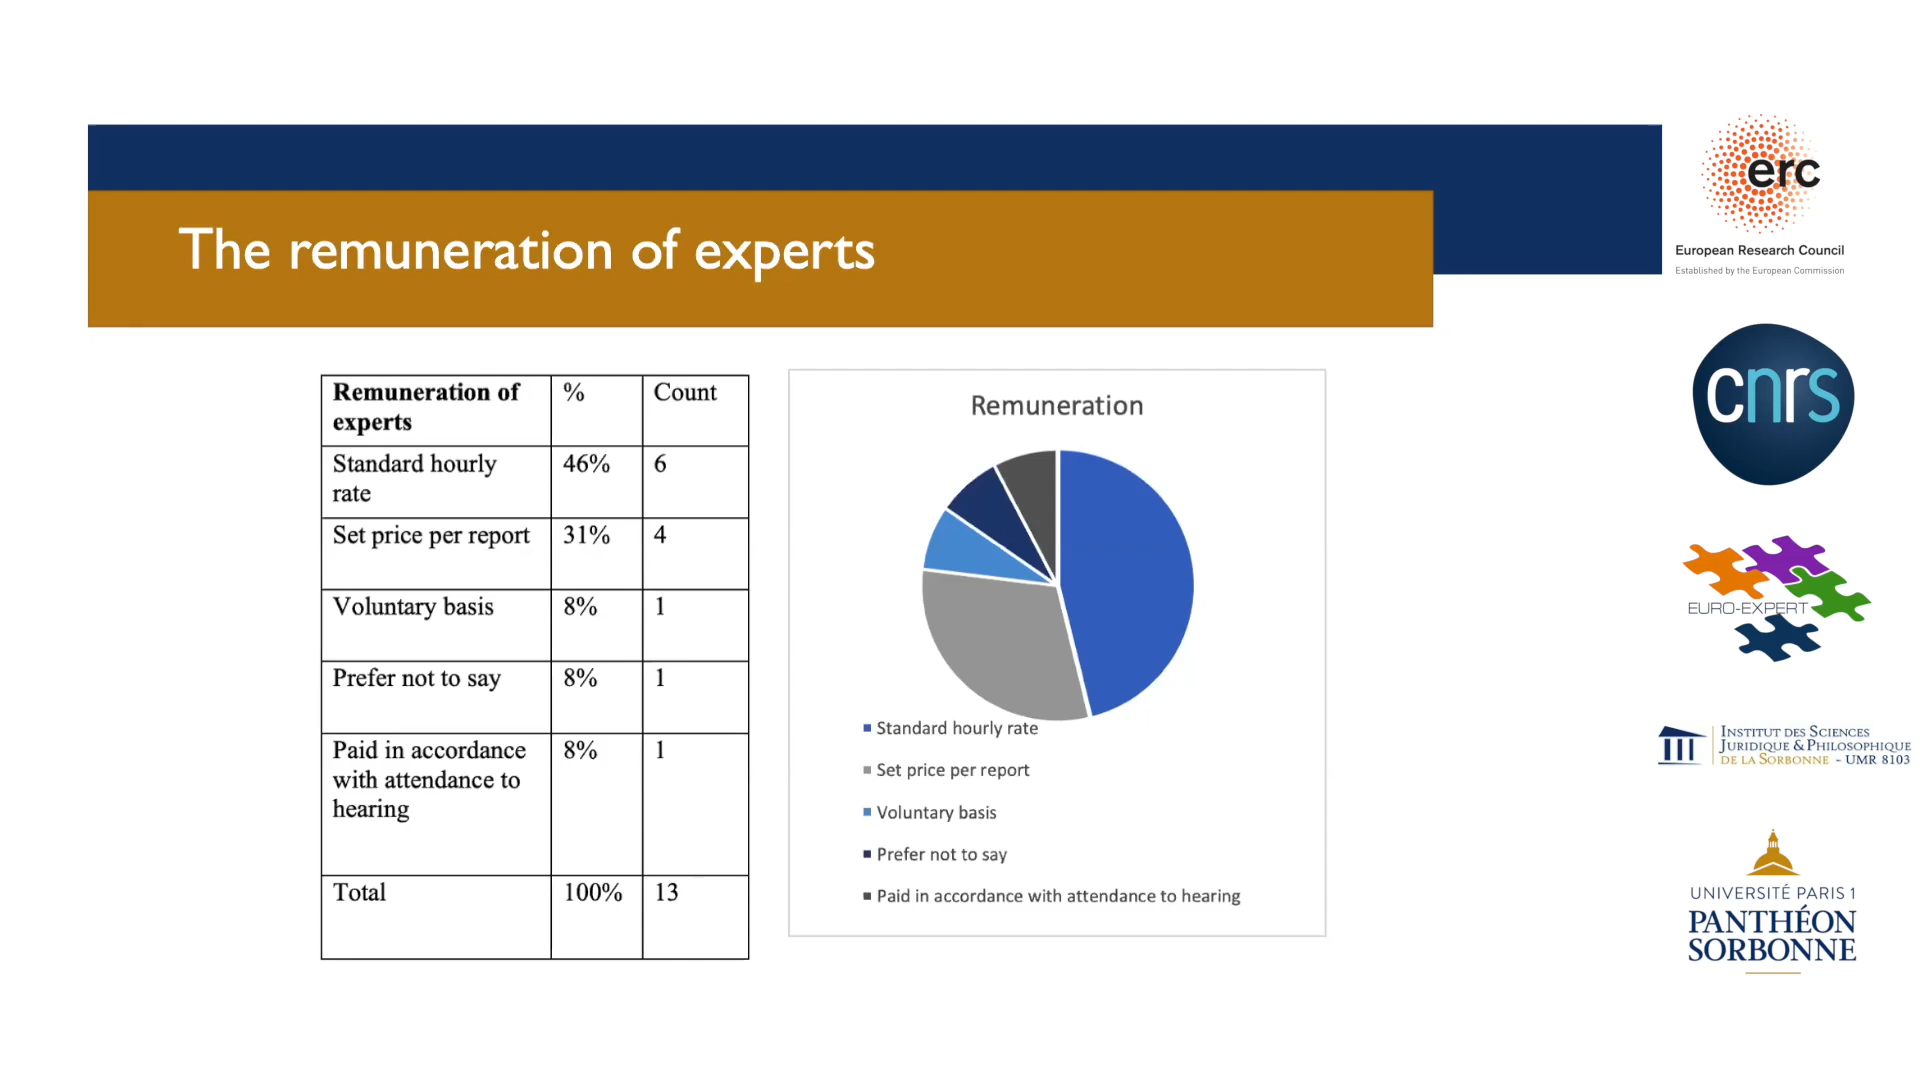 The remuneration of experts
Remuneration of
experts
%
Count
Standard hourly
rate
46%
6
Set price per report
31%
4
Voluntary basis
8%
1
Prefer not to say
8%
1
Paid in accordance
with attendance to
hearing
8%
1
Total
100%
13
Remuneration
Standard hourly rate
Set price per report
Voluntary basis
Prefer not to say
Paid in accordance with attendance to hearing
erc
European Research Council
Established by the European Commission
cnrs
EURO-EXPERT
INSTITUT DES SCIENCES
JURIDIQUE & PHILOSOPHIQUE
DE LA SORBONNE - UMR 8103
UNIVERSITÉ PARIS 1
PANTHÉON
SORBONNE